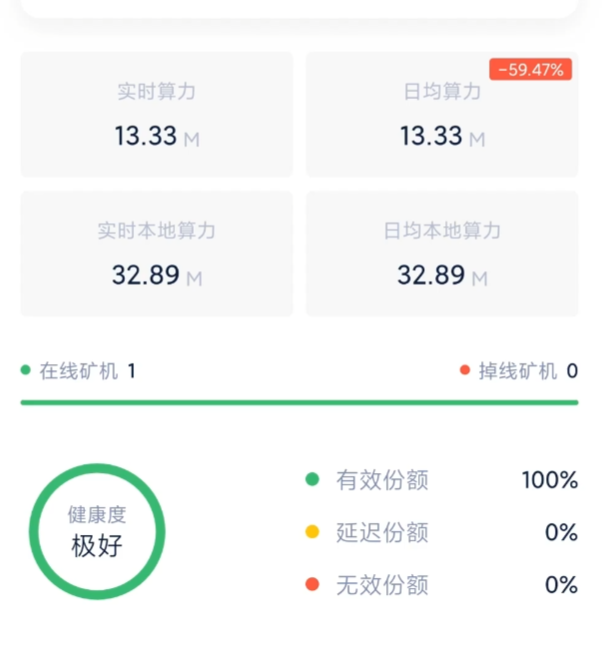 -59.47%
实时算力
日均算力
13.33 M
13.33 M
实时本地算力
日均本地算力
32.89 M
32.89 M
在线矿机 1
掉线矿机 0
健康度
极好
有效份额 100%
延迟份额 0%
无效份额 0%